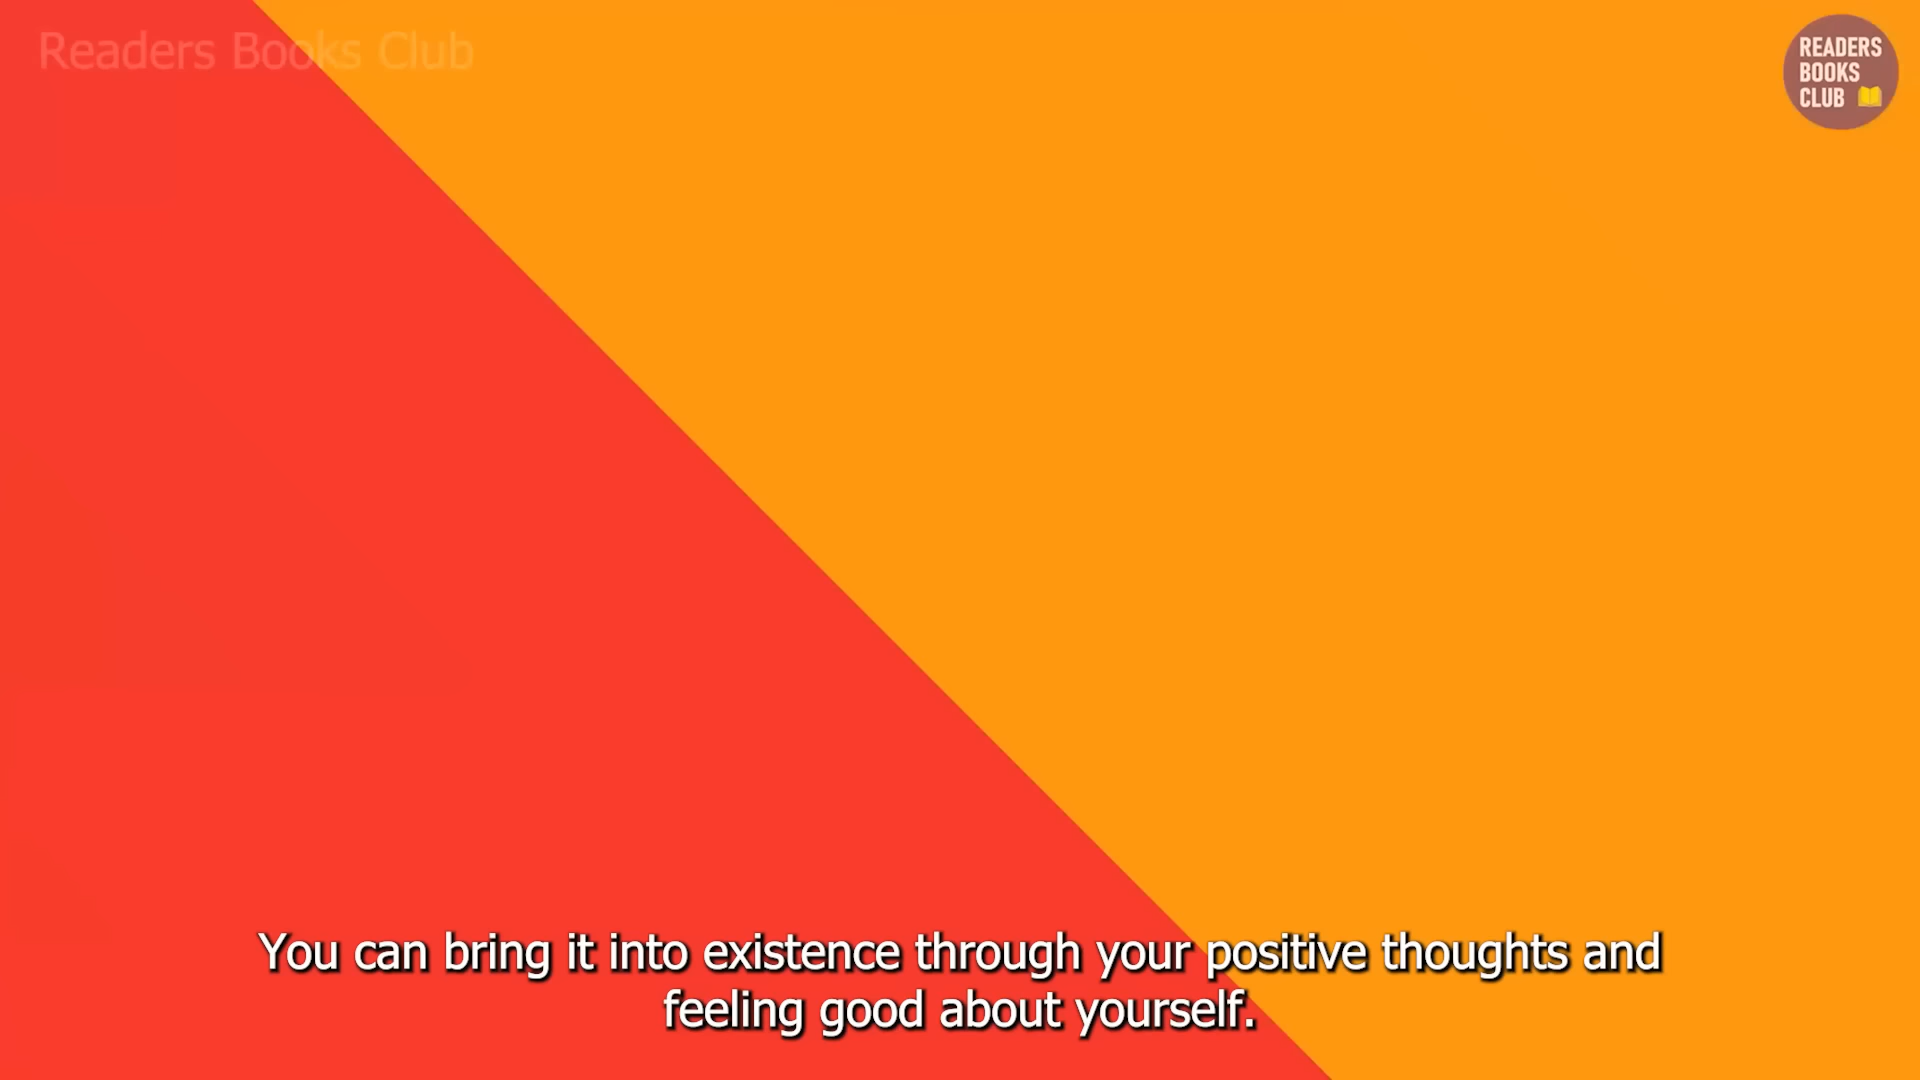 Readers Books Club
READERS
BOOKS
CLUB
You can bring it into existence through your positive thoughts and
feeling good about yourself.